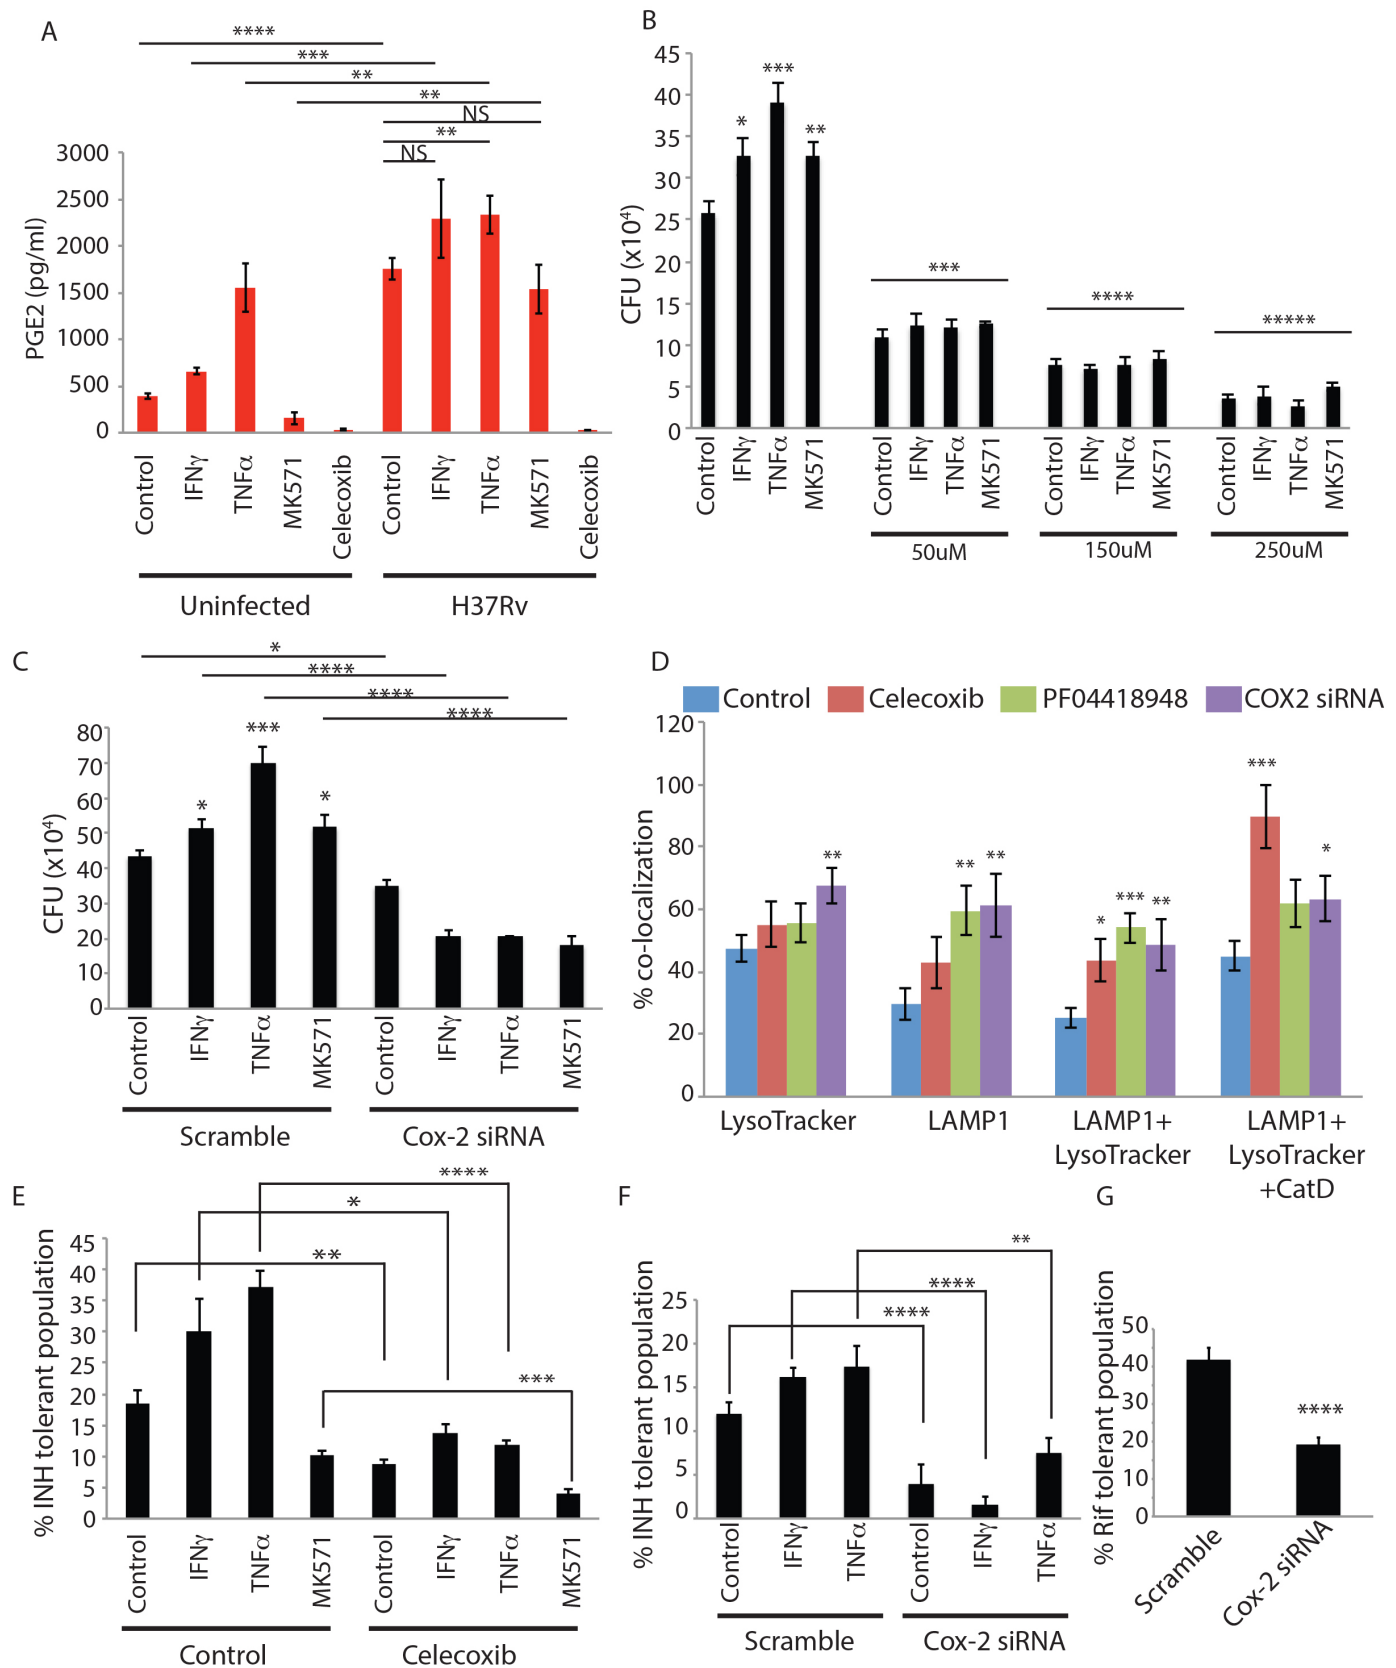 A
****
***
**
**
NS
**
NS
PGE2 (pg/ml)
3000
2500
2000
1500
1000
500
0
Control
IFNγ
TNFα
MK571
Celecoxib
Control
IFNγ
TNFα
MK571
Celecoxib
Uninfected
H37Rv
B
CFU (x10⁴)
45
40
35
30
25
20
15
10
5
0
*
***
**
***
****
*****
Control
IFNγ
TNFα
MK571
Control
IFNγ
TNFα
MK571
Control
IFNγ
TNFα
MK571
Control
IFNγ
TNFα
MK571
50uM
150uM
250uM
C
*
****
****
****
CFU (x10⁴)
80
70
60
50
40
30
20
10
0
*
***
*
Control
IFNγ
TNFα
MK571
Control
IFNγ
TNFα
MK571
Scramble
Cox-2 siRNA
D
Control
Celecoxib
PF04418948
COX2 siRNA
% co-localization
120
100
80
60
40
20
0
**
**
**
*
***
**
***
*
LysoTracker
LAMP1
LAMP1+
LysoTracker
LAMP1+
LysoTracker
+CatD
E
****
*
**
***
% INH tolerant population
45
40
35
30
25
20
15
10
5
0
Control
IFNγ
TNFα
MK571
Control
IFNγ
TNFα
MK571
Control
Celecoxib
F
**
****
****
% INH tolerant population
25
20
15
10
5
0
Control
IFNγ
TNFα
Control
IFNγ
TNFα
Scramble
Cox-2 siRNA
G
% Rif tolerant population
50
40
30
20
10
0
****
Scramble
Cox-2 siRNA